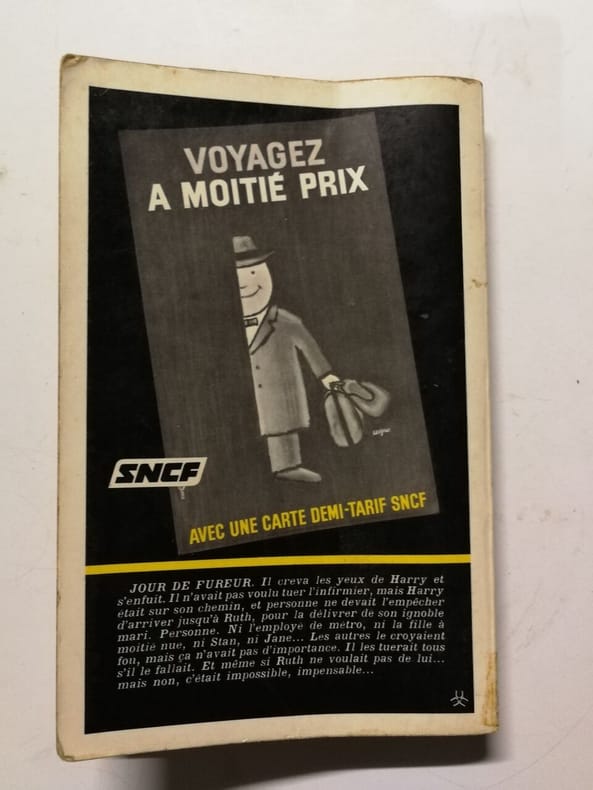 VOYAGEZ
A MOITIÉ PRIX
savignac
SNCF
AVEC UNE CARTE DEMI-TARIF SNCF
JOUR DE FUREUR. Il creva les yeux de Harry et
s'enfuit. Il n'avait pas voulu tuer l'infirmier, mais Harry
était sur son chemin, et personne ne devait l'empêcher
d'arriver jusqu'à Ruth, pour la délivrer de son ignoble
mari. Personne. Ni l'employé de métro, ni la fille à
moitié nue, ni Stan, ni Jane... Les autres le croyaient
fou, mais ça n'avait pas d'importance. Il les tuerait tous
s'il le fallait. Et même si Ruth ne voulait pas de lui...
mais non, c'était impossible, impensable...